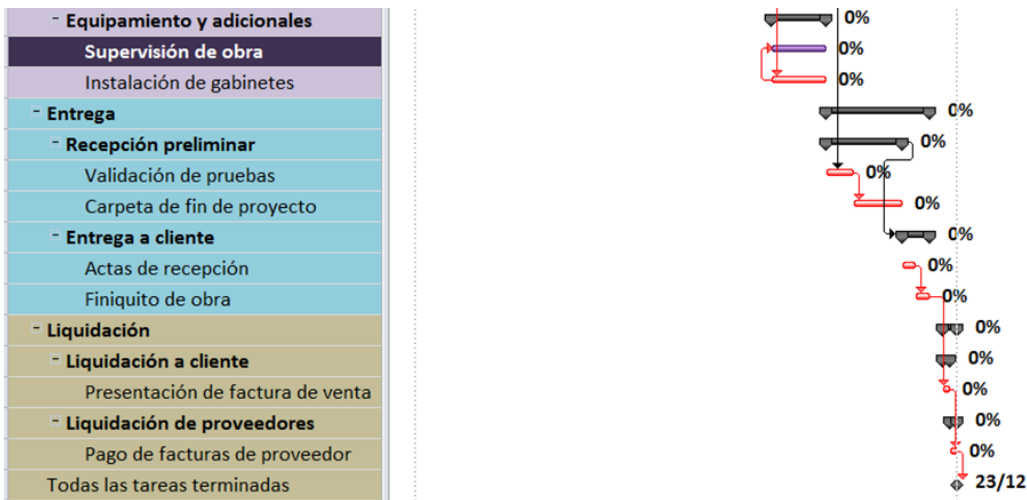 Equipamiento y adicionales 0%
Supervisión de obra 0%
Instalación de gabinetes 0%
Entrega 0%
Recepción preliminar 0%
Validación de pruebas 0%
Carpeta de fin de proyecto 0%
Entrega a cliente 0%
Actas de recepción 0%
Finiquito de obra 0%
Liquidación 0%
Liquidación a cliente 0%
Presentación de factura de venta 0%
Liquidación de proveedores 0%
Pago de facturas de proveedor 0%
Todas las tareas terminadas 23/12